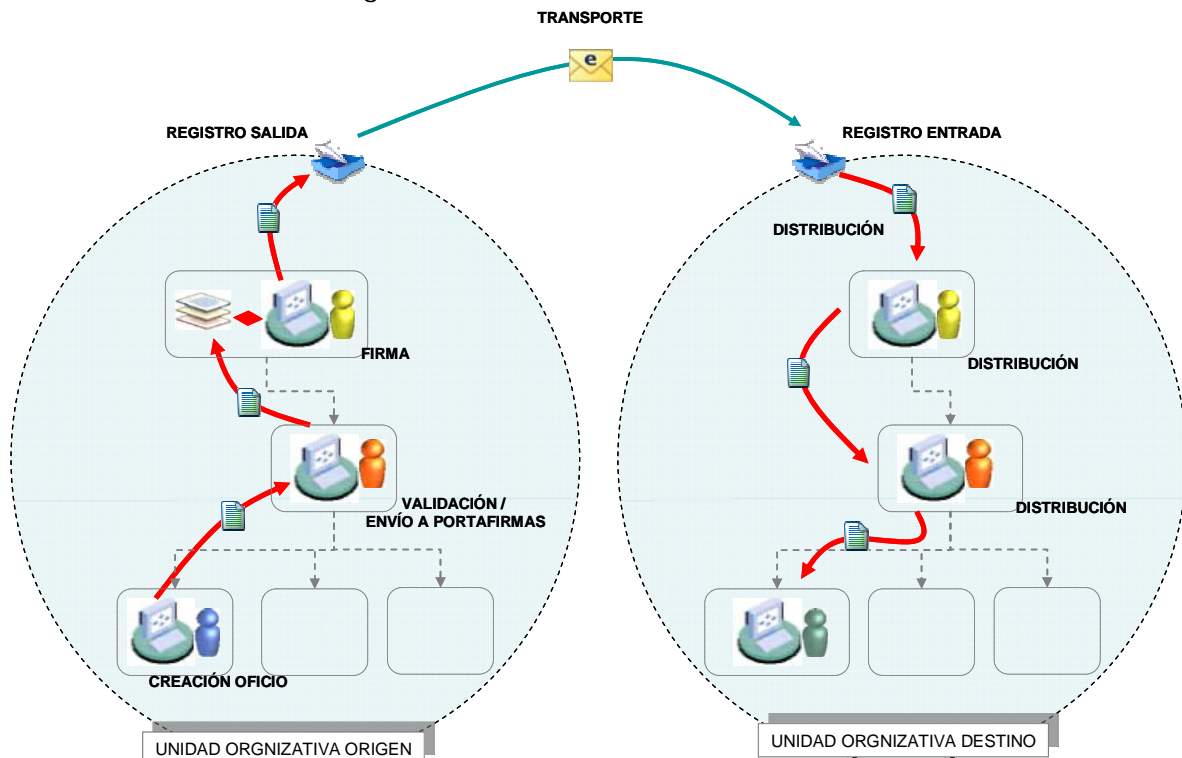 TRANSPORTE
REGISTRO SALIDA
REGISTRO ENTRADA
e
DISTRIBUCIÓN
FIRMA
DISTRIBUCIÓN
VALIDACIÓN /
ENVÍO A PORTAFIRMAS
DISTRIBUCIÓN
CREACIÓN OFICIO
UNIDAD ORGNIZATIVA ORIGEN
UNIDAD ORGNIZATIVA DESTINO